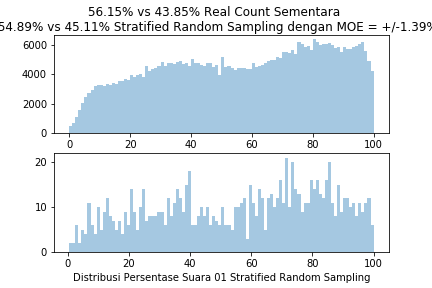 56.15% vs 43.85% Real Count Sementara
54.89% vs 45.11% Stratified Random Sampling dengan MOE = +/-1.39%
6000
4000
2000
0
0 20 40 60 80 100
20
10
0
0 20 40 60 80 100
Distribusi Persentase Suara 01 Stratified Random Sampling